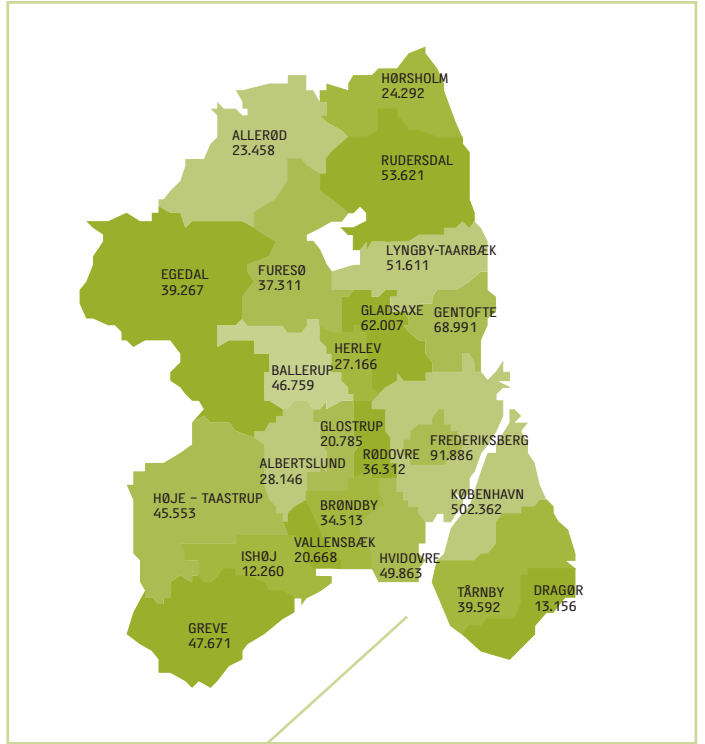 HØRSHOLM
24.292
ALLERØD
23.458
RUDERSDAL
53.621
LYNGBY-TAARBÆK
51.611
EGEDAL
39.267
FURESØ
37.311
GLADSAXE
62.007
GENTOFTE
68.991
HERLEV
27.166
BALLERUP
46.759
GLOSTRUP
20.785
RØDOVRE
36.312
FREDERIKSBERG
91.886
ALBERTSLUND
28.146
HØJE - TAASTRUP
45.553
BRØNDBY
34.513
KØBENHAVN
502.362
VALLENSBÆK
20.668
ISHØJ
12.260
HVIDOVRE
49.863
TÅRNBY
39.592
DRAGØR
13.156
GREVE
47.671